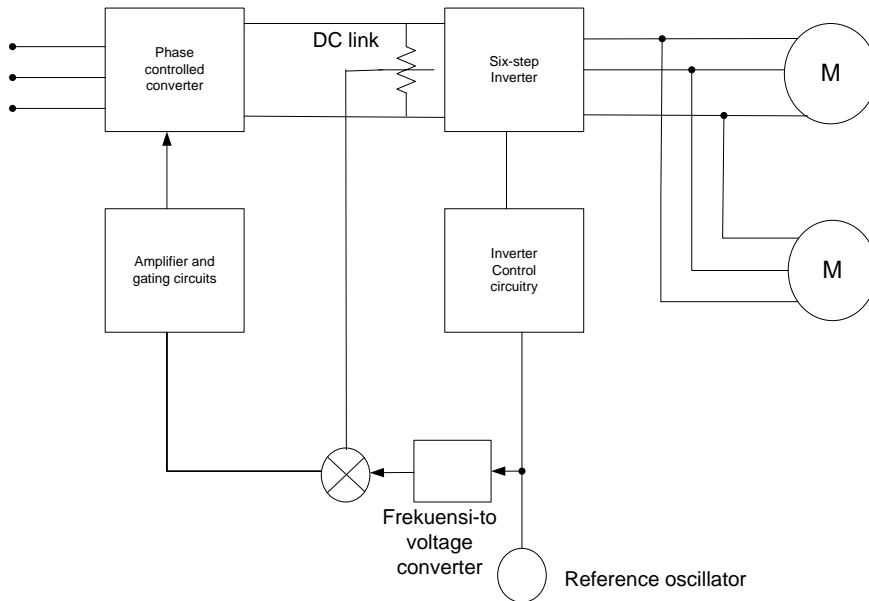 Phase
controlled
converter
DC link
Six-step
Inverter
M
Amplifier and
gating circuits
Inverter
Control
circuitry
M
Frekuensi-to
voltage
converter
Reference oscillator